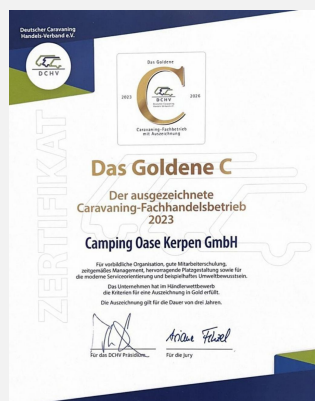 Deutscher Caravaning
Handels-Verband e.V.
DCHV
Das Goldene
2023 C 2026
DCHV
Caravaning-Fachbetrieb
mit Auszeichnung
ZERTIFIKAT
Das Goldene C
Der ausgezeichnete
Caravaning-Fachhandelsbetrieb
2023
Camping Oase Kerpen GmbH
Für vorbildliche Organisation, gute Mitarbeiterschulung,
zeitgemäßes Management, hervorragende Platzgestaltung sowie für
die moderne Serviceorientierung und beispielhaftes Umweltbewusstsein.
Das Unternehmen hat im Händlerwettbewerb
die Kriterien für eine Auszeichnung in Gold erfüllt.
Die Auszeichnung gilt für die Dauer von drei Jahren.
Für das DCHV Präsidium
Für die Jury